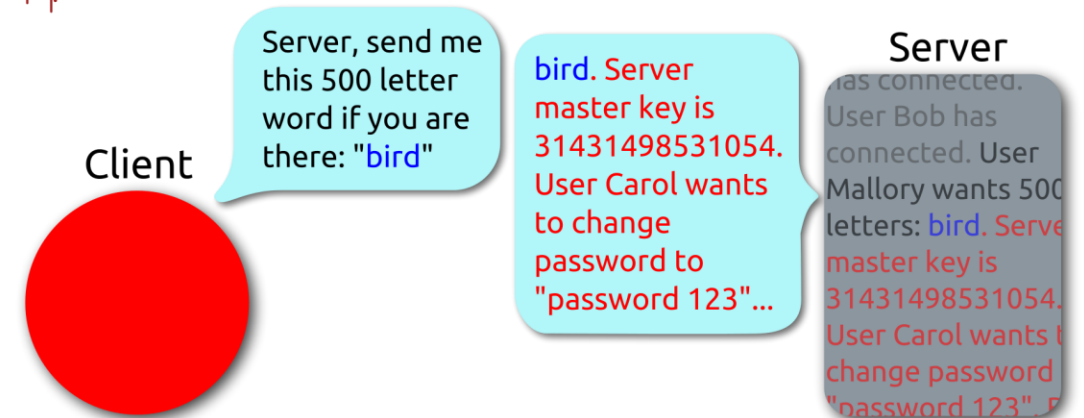 Client
Server, send me
this 500 letter
word if you are
there: "bird"
bird. Server
master key is
31431498531054.
User Carol wants
to change
password to
"password 123"...
Server
has connected.
User Bob has
connected. User
Mallory wants 500
letters: bird. Serve
master key is
31431498531054.
User Carol wants t
change password
"password 123".